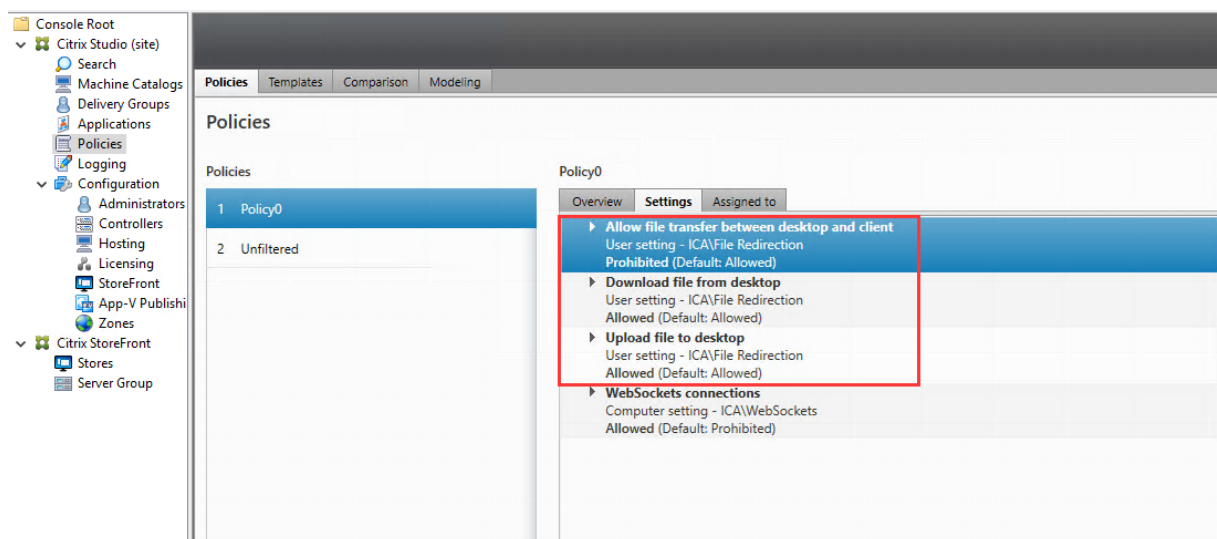 Console Root
Citrix Studio (site)
Search
Machine Catalogs
Delivery Groups
Applications
Policies
Logging
Configuration
Administrators
Controllers
Hosting
Licensing
StoreFront
App-V Publishi
Zones
Citrix StoreFront
Stores
Server Group
Policies Templates Comparison Modeling
Policies
Policies
1 Policy0
2 Unfiltered
Policy0
Overview Settings Assigned to
Allow file transfer between desktop and client
User setting - ICA\File Redirection
Prohibited (Default: Allowed)
Download file from desktop
User setting - ICA\File Redirection
Allowed (Default: Allowed)
Upload file to desktop
User setting - ICA\File Redirection
Allowed (Default: Allowed)
WebSockets connections
Computer setting - ICA\WebSockets
Allowed (Default: Prohibited)